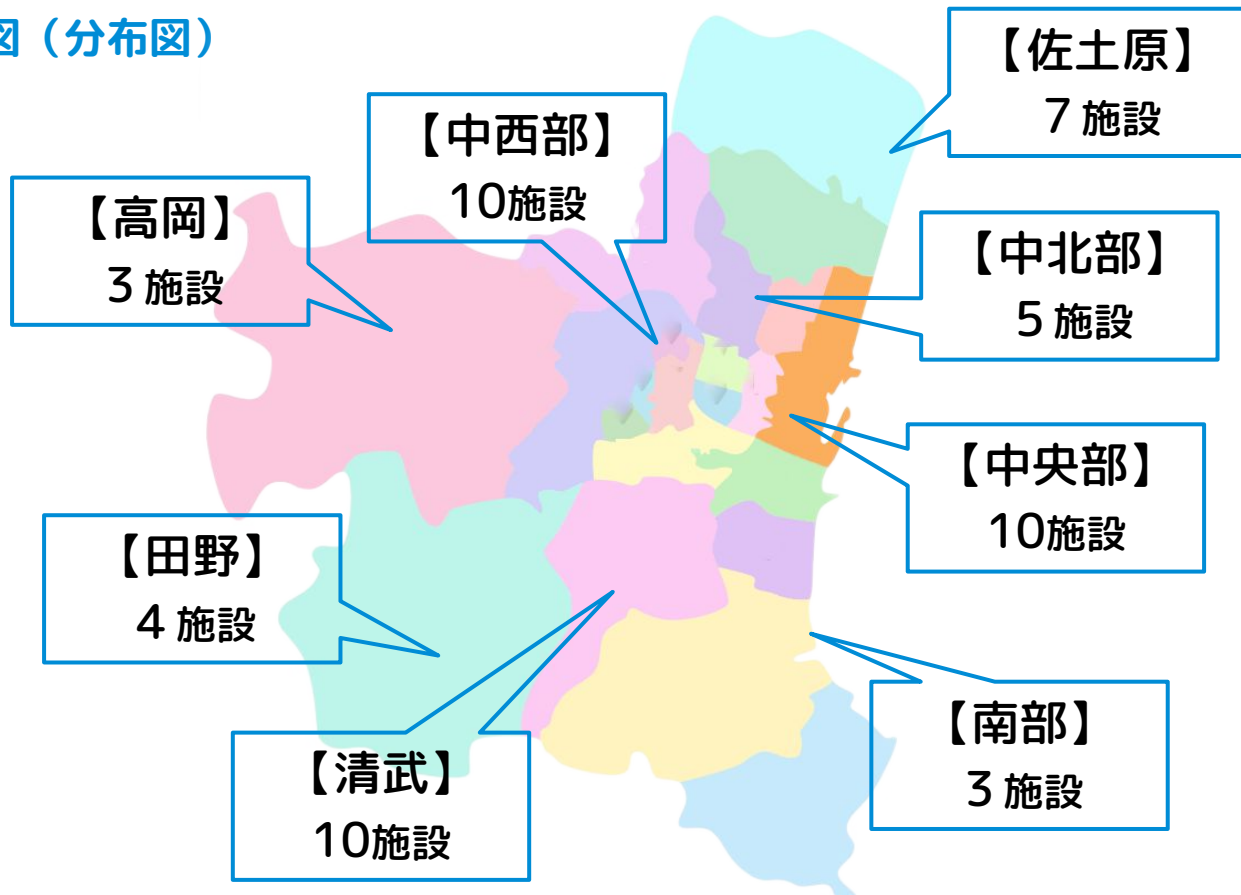 図（分布図）
【佐土原】
７施設
【中西部】
10施設
【高岡】
３施設
【中北部】
５施設
【中央部】
10施設
【田野】
４施設
【南部】
３施設
【清武】
10施設